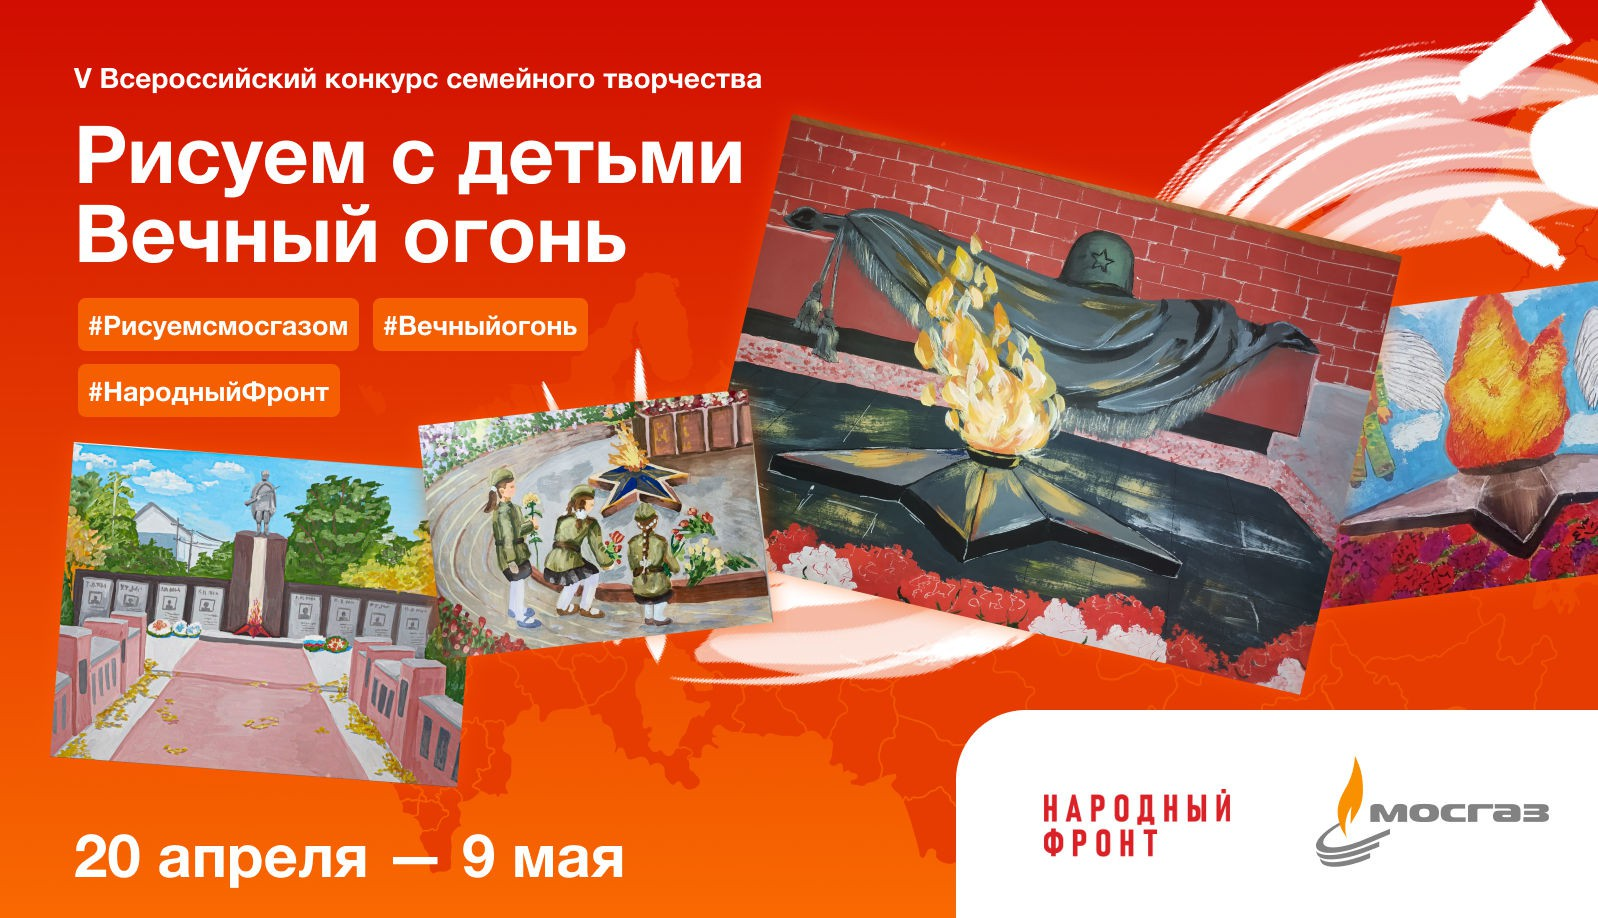 V Всероссийский конкурс семейного творчества
Рисуем с детьми
Вечный огонь
#Рисуемсмосгазом #Вечныйогонь
#НародныйФронт
20 апреля — 9 мая
НАРОДНЫЙ
ФРОНТ
мосгаз